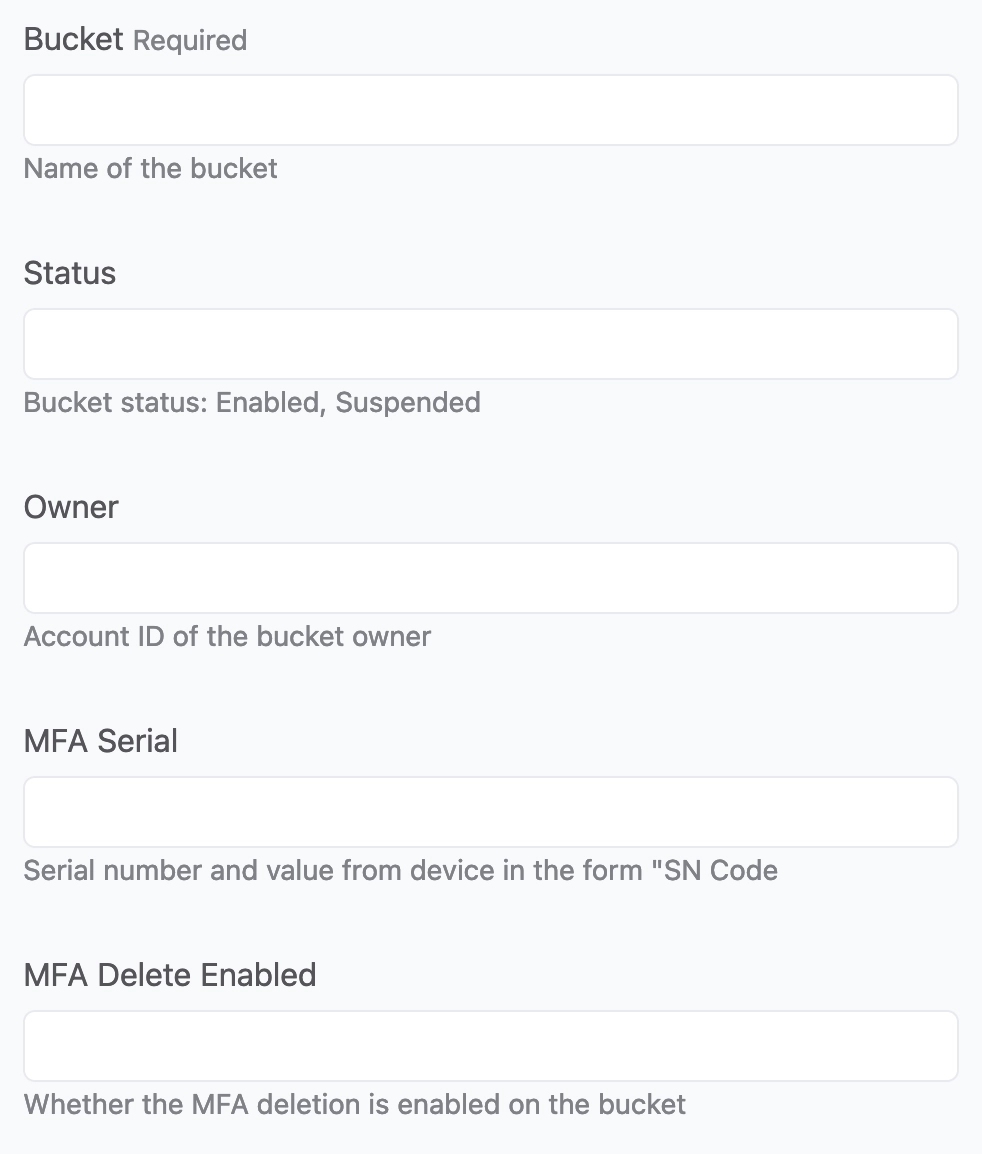 Bucket Required
Name of the bucket
Status
Bucket status: Enabled, Suspended
Owner
Account ID of the bucket owner
MFA Serial
Serial number and value from device in the form "SN Code
MFA Delete Enabled
Whether the MFA deletion is enabled on the bucket